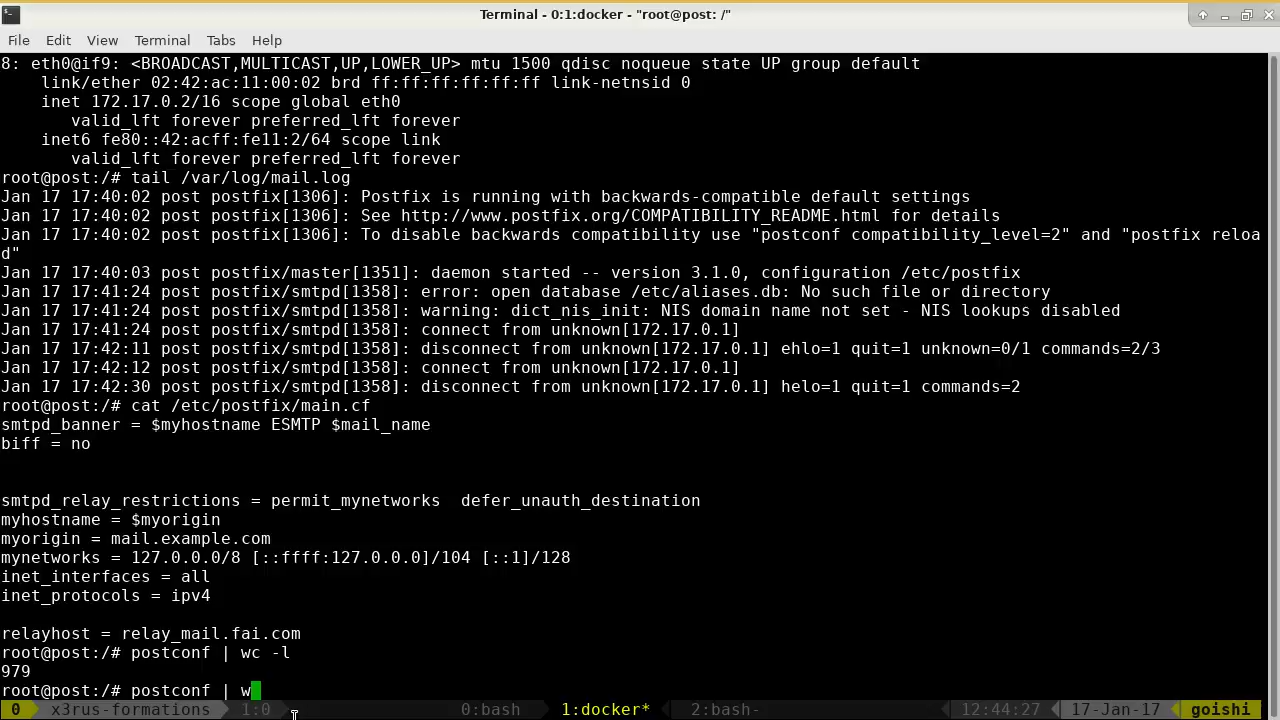 Terminal - 0:1:docker - "root@post: /"
File Edit View Terminal Tabs Help
8: eth0@if9: <BROADCAST,MULTICAST,UP,LOWER_UP> mtu 1500 qdisc noqueue state UP group default
link/ether 02:42:ac:11:00:02 brd ff:ff:ff:ff:ff:ff link-netnsid 0
inet 172.17.0.2/16 scope global eth0
valid_lft forever preferred_lft forever
inet6 fe80::42:acff:fe11:2/64 scope link
valid_lft forever preferred_lft forever
root@post:/# tail /var/log/mail.log
Jan 17 17:40:02 post postfix[1306]: Postfix is running with backwards-compatible default settings
Jan 17 17:40:02 post postfix[1306]: See http://www.postfix.org/COMPATIBILITY_README.html for details
Jan 17 17:40:02 post postfix[1306]: To disable backwards compatibility use "postconf compatibility_level=2" and "postfix reloa
d"
Jan 17 17:40:03 post postfix/master[1351]: daemon started -- version 3.1.0, configuration /etc/postfix
Jan 17 17:41:24 post postfix/smtpd[1358]: error: open database /etc/aliases.db: No such file or directory
Jan 17 17:41:24 post postfix/smtpd[1358]: warning: dict_nis_init: NIS domain name not set - NIS lookups disabled
Jan 17 17:41:24 post postfix/smtpd[1358]: connect from unknown[172.17.0.1]
Jan 17 17:42:11 post postfix/smtpd[1358]: disconnect from unknown[172.17.0.1] ehlo=1 quit=1 unknown=0/1 commands=2/3
Jan 17 17:42:12 post postfix/smtpd[1358]: connect from unknown[172.17.0.1]
Jan 17 17:42:30 post postfix/smtpd[1358]: disconnect from unknown[172.17.0.1] helo=1 quit=1 commands=2
root@post:/# cat /etc/postfix/main.cf
smtpd_banner = $myhostname ESMTP $mail_name
biff = no
smtpd_relay_restrictions = permit_mynetworks  defer_unauth_destination
myhostname = $myorigin
myorigin = mail.example.com
mynetworks = 127.0.0.0/8 [::ffff:127.0.0.0]/104 [::1]/128
inet_interfaces = all
inet_protocols = ipv4
relayhost = relay_mail.fai.com
root@post:/# postconf | wc -l
979
root@post:/# postconf | w
0 x3rus-formations 1:0 0:bash 1:docker* 2:bash- 12:44:27 17-Jan-17 goishi